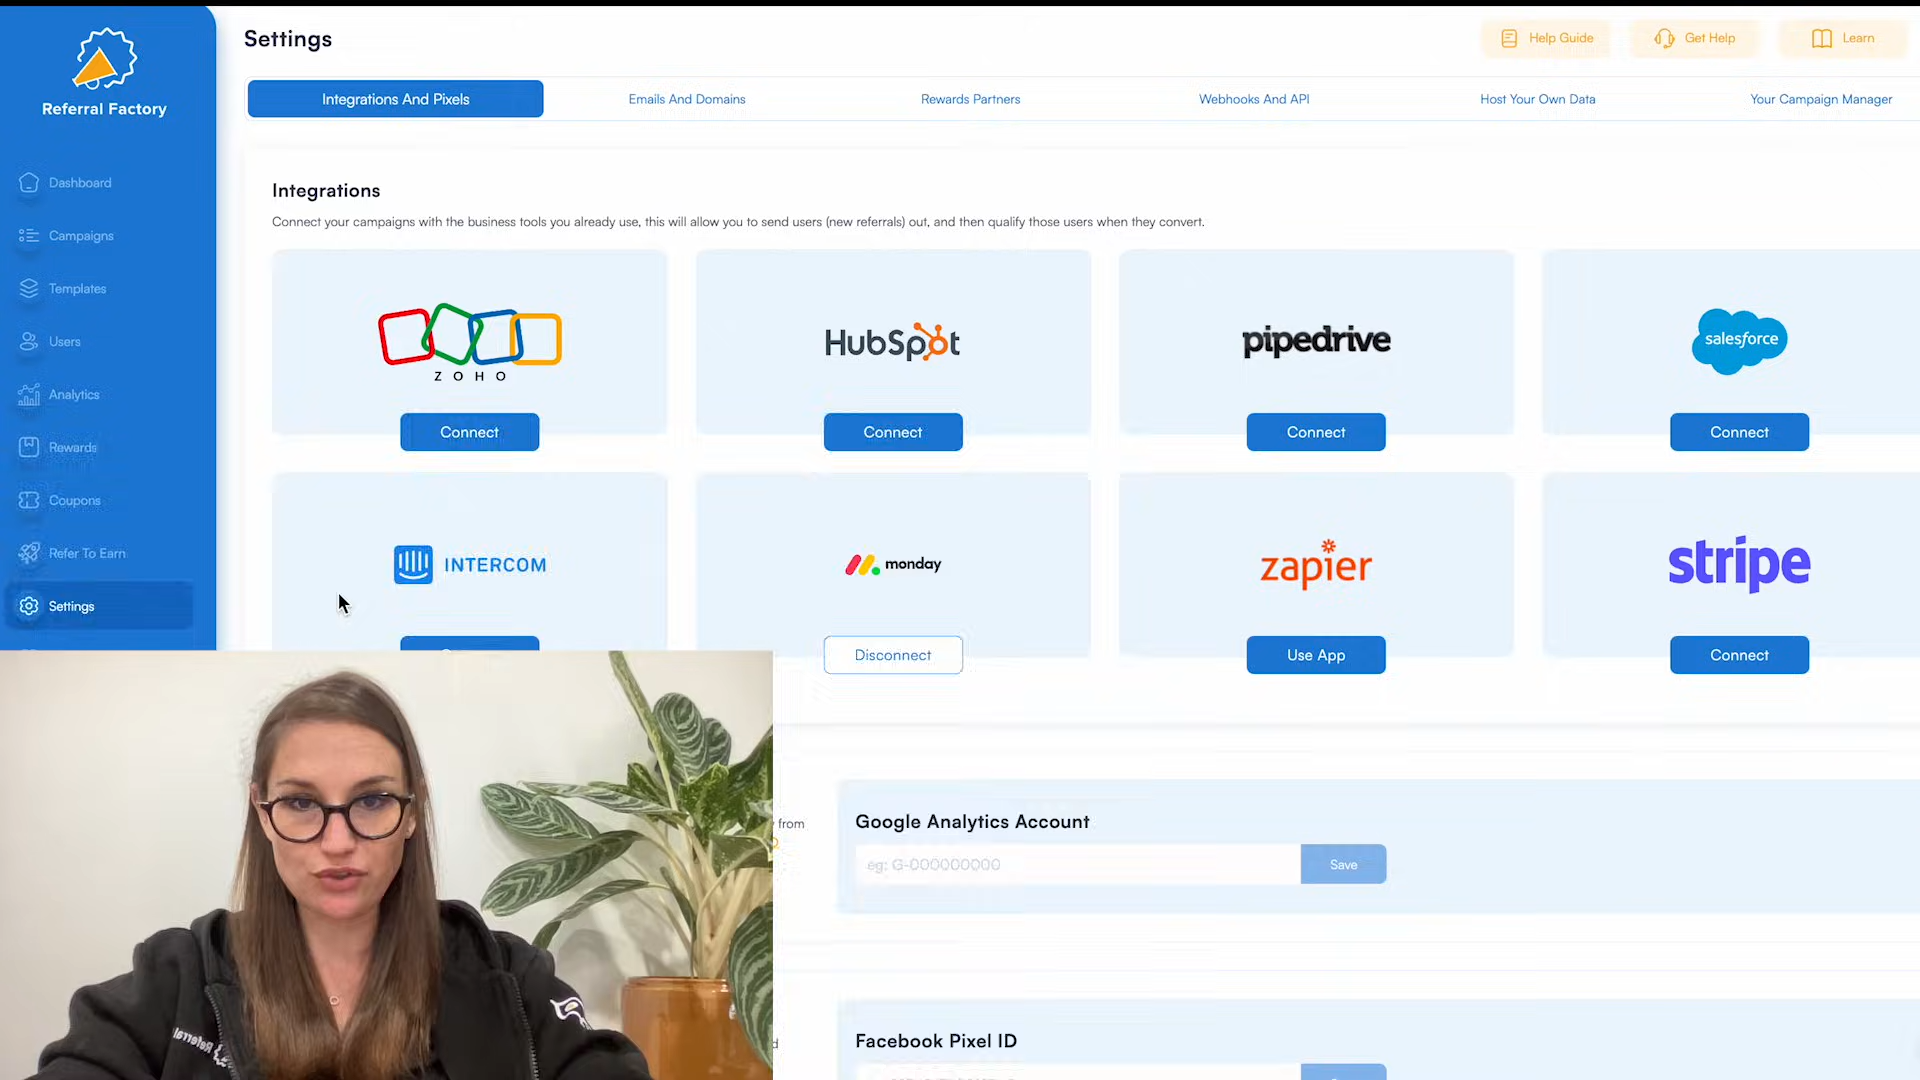 Referral Factory
Dashboard
Campaigns
Templates
Users
Analytics
Rewards
Coupons
Refer To Earn
Settings
Settings
Help Guide
Get Help
Learn
Integrations And Pixels
Emails And Domains
Rewards Partners
Webhooks And API
Host Your Own Data
Your Campaign Manager
Integrations
Connect your campaigns with the business tools you already use, this will allow you to send users (new referrals) out, and then qualify those users when they convert.
ZOHO
Connect
HubSpot
Connect
pipedrive
Connect
salesforce
Connect
INTERCOM
monday
Disconnect
zapier
Use App
stripe
Connect
from
Google Analytics Account
eg: G-000000000
Save
Facebook Pixel ID